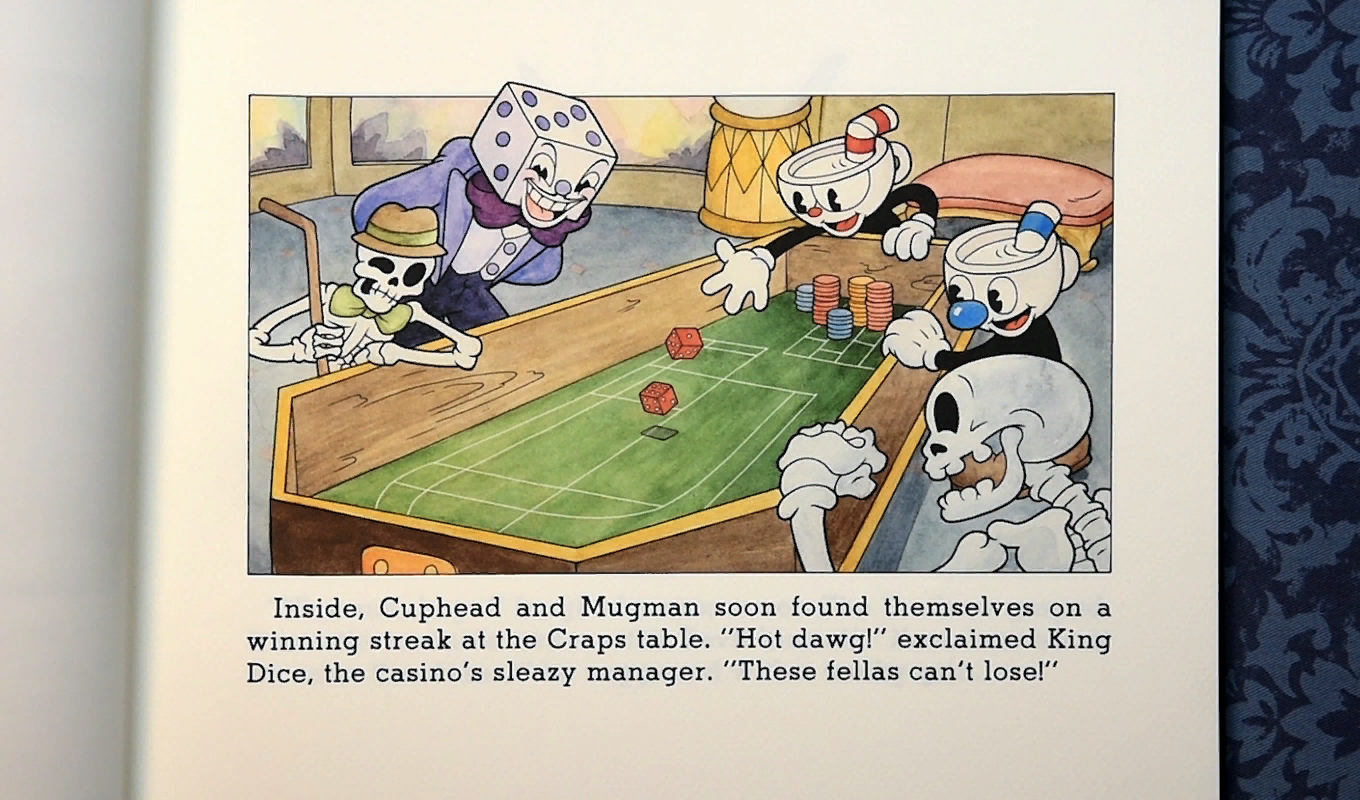 Inside, Cuphead and Mugman soon found themselves on a
winning streak at the Craps table. "Hot dawg!" exclaimed King
Dice, the casino's sleazy manager. "These fellas can't lose!"